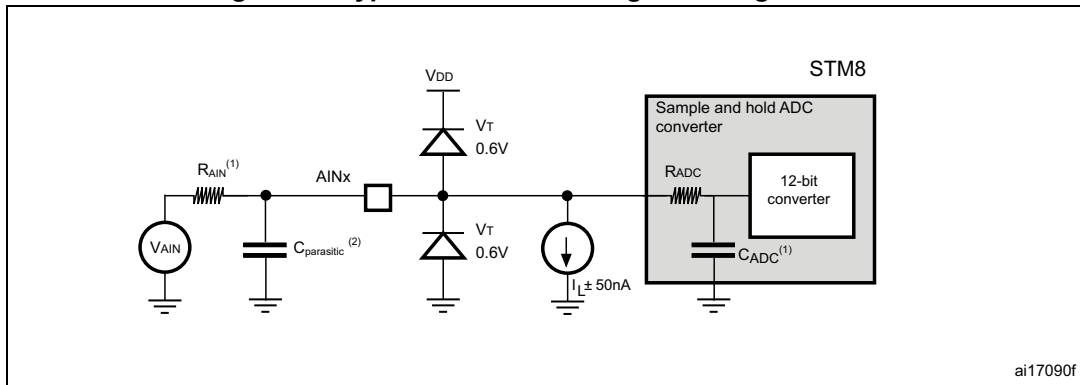 STM8
VDD
Sample and hold ADC
converter
VT
0.6V
RAIN(1)
AINx
RADC
12-bit
converter
VAIN
Cparasitic (2)
VT
0.6V
IL± 50nA
CADC(1)
ai17090f